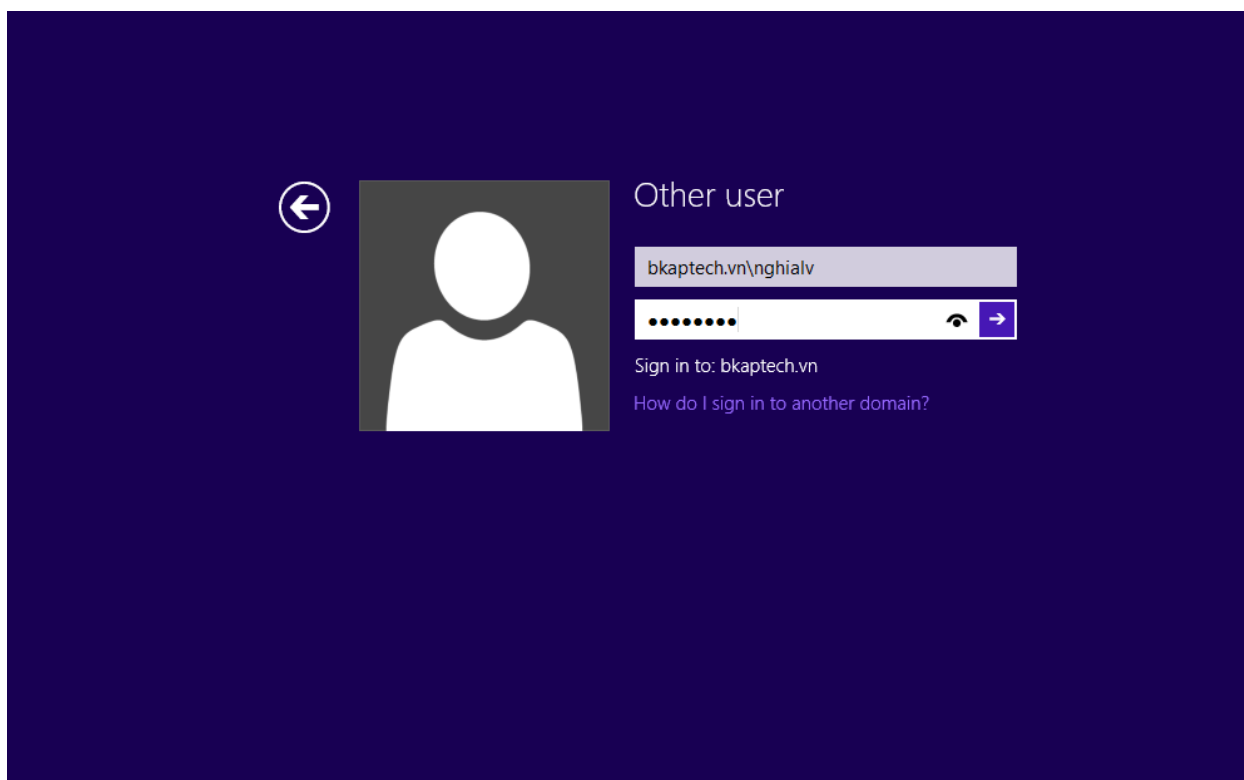 Other user
bkaptech.vn\nghialv
●●●●●●●●
Sign in to: bkaptech.vn
How do I sign in to another domain?